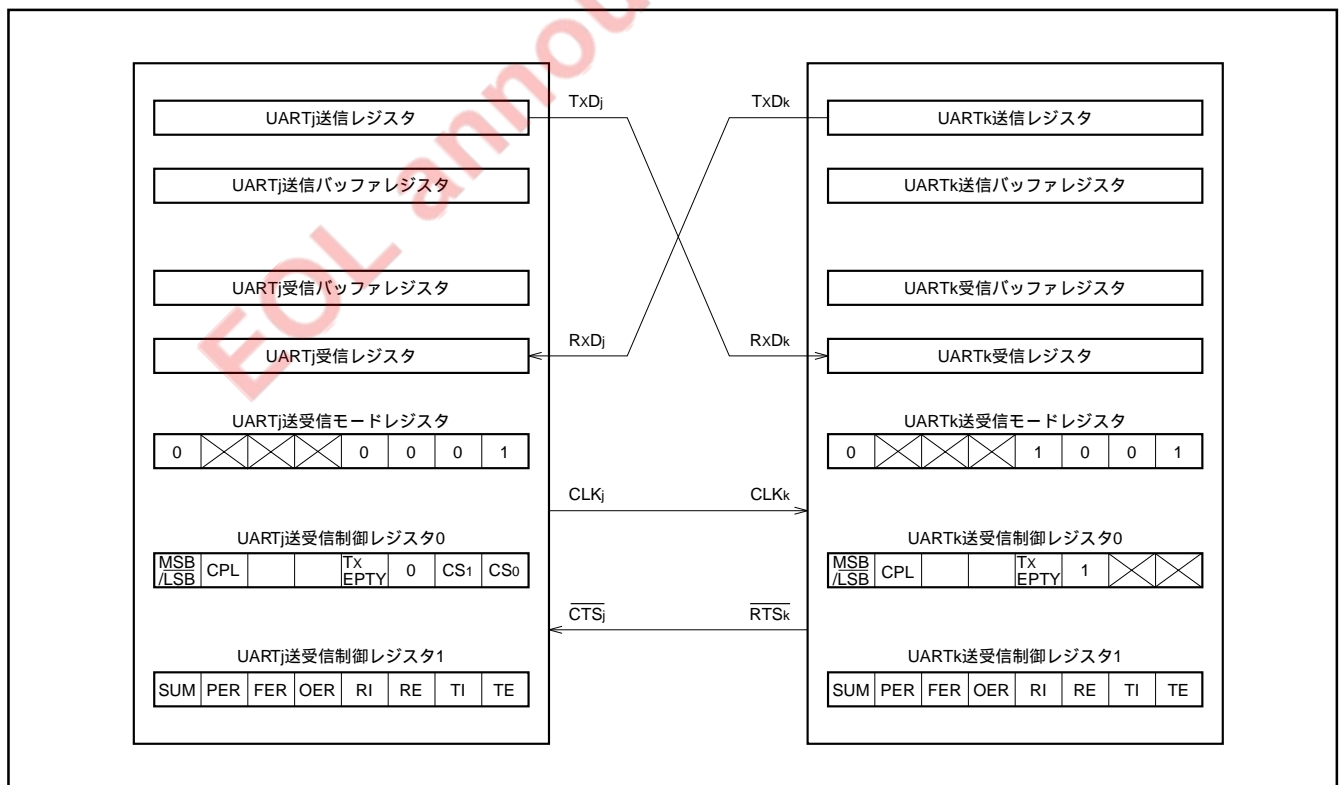 EOL annou
UARTj送信レジスタ
UARTj送信バッファレジスタ
UARTj受信バッファレジスタ
UARTj受信レジスタ
UARTj送受信モードレジスタ
0 0 0 0 1
UARTj送受信制御レジスタ0
MSB/LSB CPL TX EPTY 0 CS1 CS0
UARTj送受信制御レジスタ1
SUM PER FER OER RI RE TI TE
TXDj TXDk
RXDj RXDk
CLKj CLKk
CTSj RTSk
UARTk送信レジスタ
UARTk送信バッファレジスタ
UARTk受信バッファレジスタ
UARTk受信レジスタ
UARTk送受信モードレジスタ
0 1 0 0 1
UARTk送受信制御レジスタ0
MSB/LSB CPL TX EPTY 1
UARTk送受信制御レジスタ1
SUM PER FER OER RI RE TI TE